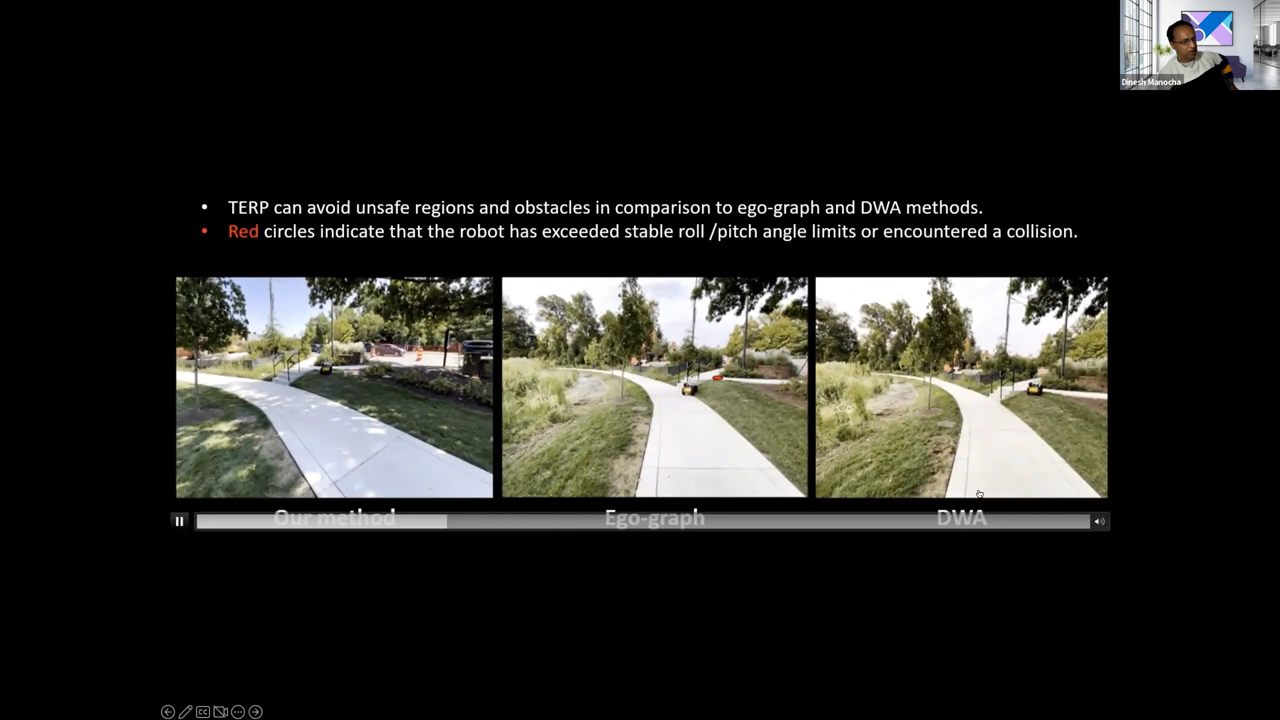 Dinesh Manocha
• TERP can avoid unsafe regions and obstacles in comparison to ego-graph and DWA methods.
• Red circles indicate that the robot has exceeded stable roll /pitch angle limits or encountered a collision.
Our method
Ego-graph
DWA
CC